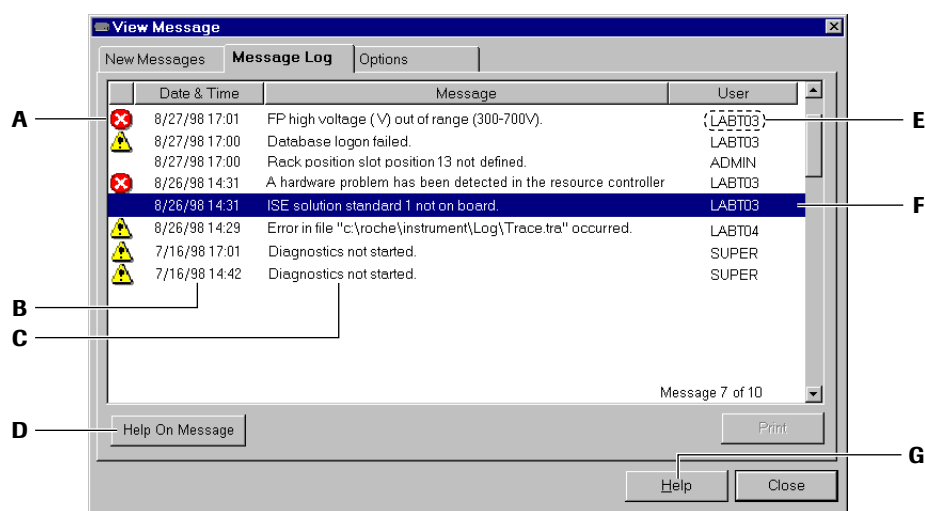 View Message
New Messages Message Log Options
Date & Time Message User
A 8/27/98 17:01 FP high voltage ( V) out of range (300-700V). LABT03 E
8/27/98 17:00 Database logon failed. LABT03
8/27/98 17:00 Rack position slot position 13 not defined. ADMIN
8/26/98 14:31 A hardware problem has been detected in the resource controller LABT03
8/26/98 14:31 ISE solution standard 1 not on board. LABT03 F
8/26/98 14:29 Error in file "c:\roche\instrument\Log\Trace.tra" occurred. LABT04
7/16/98 17:01 Diagnostics not started. SUPER
7/16/98 14:42 Diagnostics not started. SUPER
B
C
Message 7 of 10
D Help On Message Print
G
Help Close